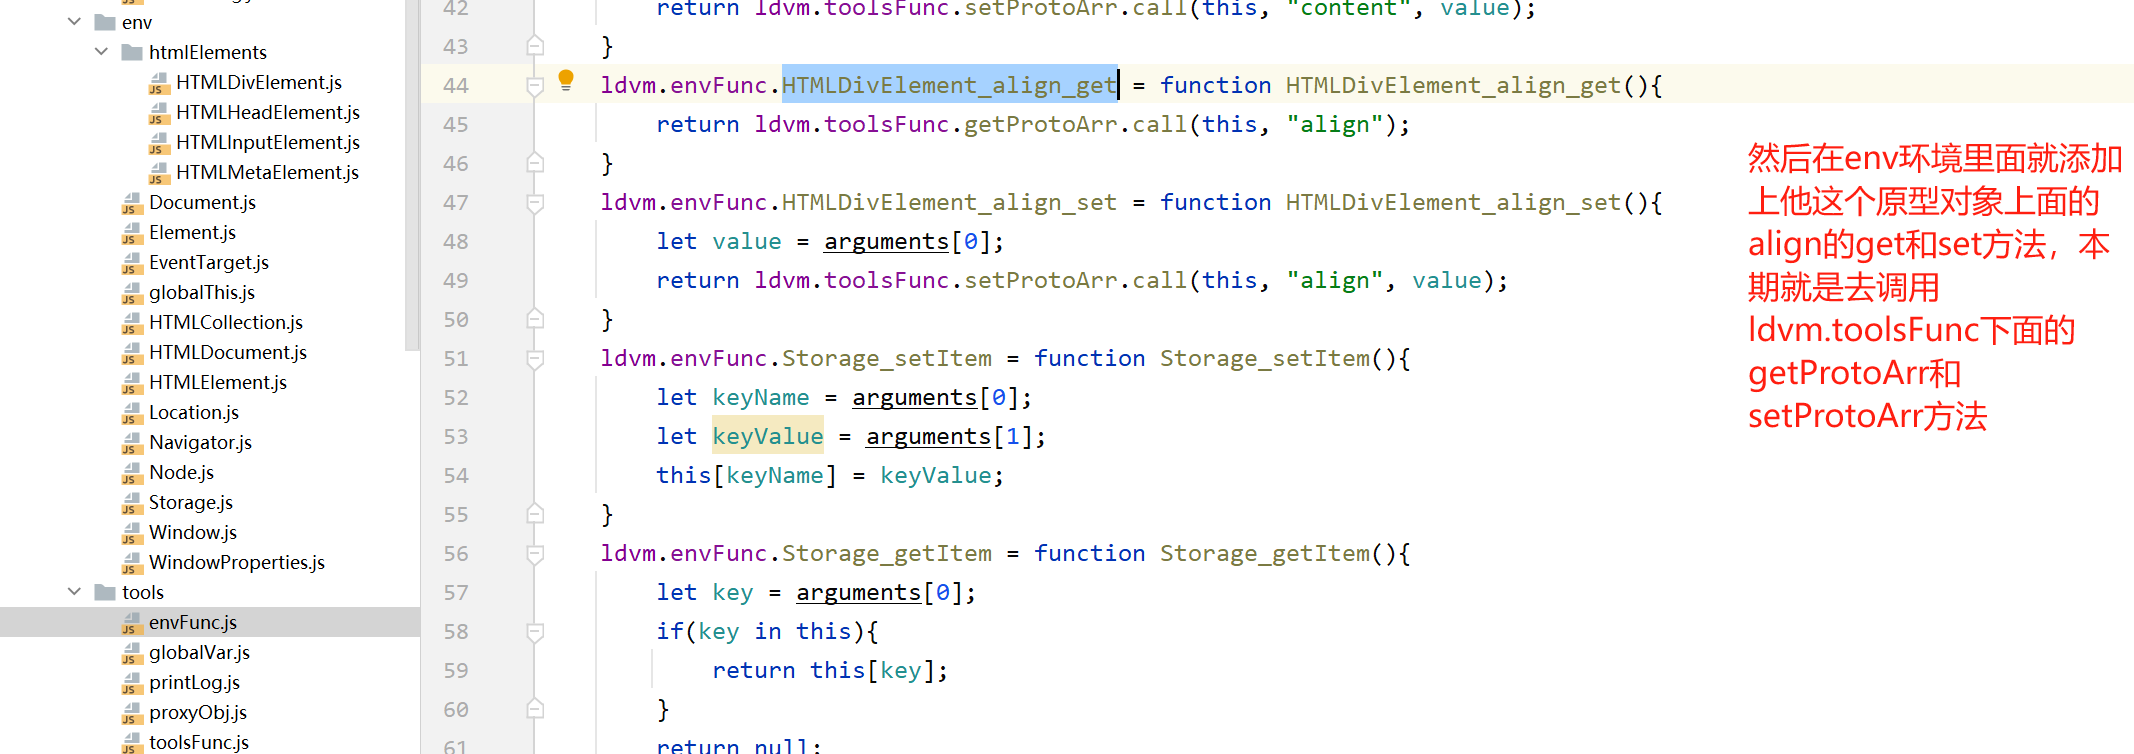 env
htmlElements
HTMLDivElement.js
HTMLHeadElement.js
HTMLInputElement.js
HTMLMetaElement.js
Document.js
Element.js
EventTarget.js
globalThis.js
HTMLCollection.js
HTMLDocument.js
HTMLElement.js
Location.js
Navigator.js
Node.js
Storage.js
Window.js
WindowProperties.js
tools
envFunc.js
globalVar.js
printLog.js
proxyObj.js
toolsFunc.js
42 return ldvm.toolsFunc.setProtoArr.call(this, "content", value);
43 }
44 ldvm.envFunc.HTMLDivElement_align_get = function HTMLDivElement_align_get(){
45 return ldvm.toolsFunc.getProtoArr.call(this, "align");
46 }
47 ldvm.envFunc.HTMLDivElement_align_set = function HTMLDivElement_align_set(){
48 let value = arguments[0];
49 return ldvm.toolsFunc.setProtoArr.call(this, "align", value);
50 }
51 ldvm.envFunc.Storage_setItem = function Storage_setItem(){
52 let keyName = arguments[0];
53 let keyValue = arguments[1];
54 this[keyName] = keyValue;
55 }
56 ldvm.envFunc.Storage_getItem = function Storage_getItem(){
57 let key = arguments[0];
58 if(key in this){
59 return this[key];
60 }
61 return null;
然后在env环境里面就添加
上他这个原型对象上面的
align的get和set方法，本
期就是去调用
ldvm.toolsFunc下面的
getProtoArr和
setProtoArr方法